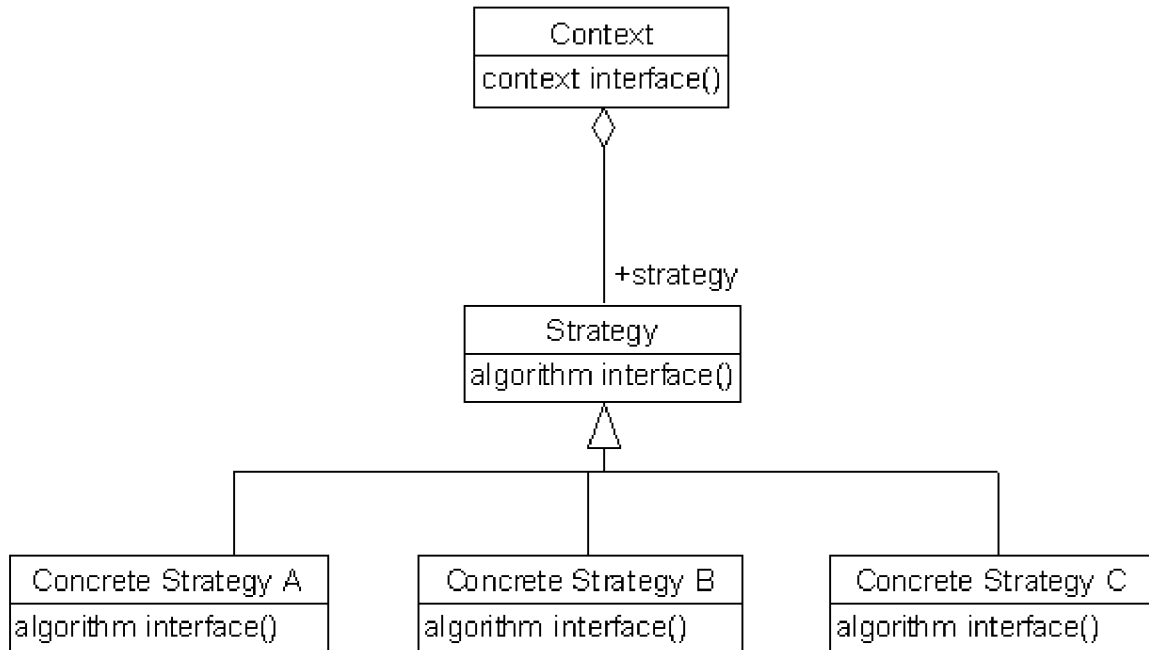 Context
context interface()
+strategy
Strategy
algorithm interface()
Concrete Strategy A
algorithm interface()
Concrete Strategy B
algorithm interface()
Concrete Strategy C
algorithm interface()